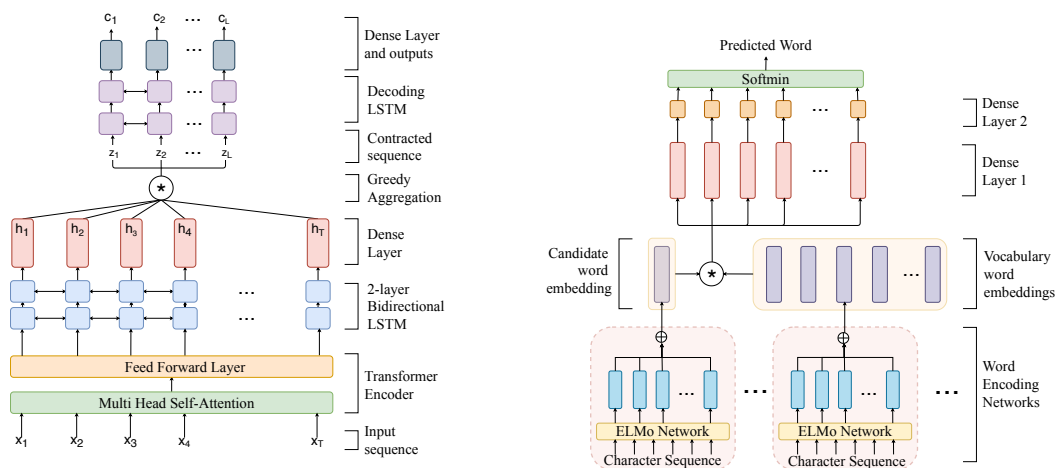 c1 c2 ... cL
Dense Layer
and outputs
Decoding
LSTM
z1 z2 ... zL
Contracted
sequence
*
Greedy
Aggregation
h1 h2 h3 h4 hT
Dense
Layer
...
...
2-layer
Bidirectional
LSTM
Feed Forward Layer
Multi Head Self-Attention
Transformer
Encoder
x1 x2 x3 x4 xT
Input
sequence
Predicted Word
Softmin
...
Dense
Layer 2
...
Dense
Layer 1
Candidate
word
embedding
*
...
Vocabulary
word
embeddings
...
...
ELMo Network
Character Sequence
...
...
ELMo Network
Character Sequence
...
Word
Encoding
Networks